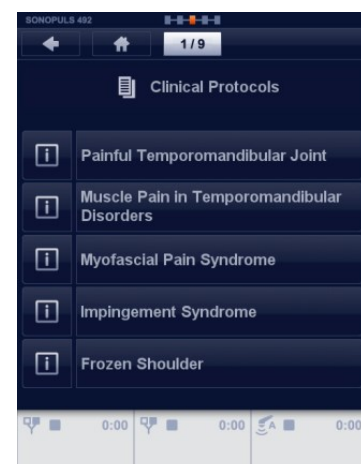 SONOPULS 492
1/9
Clinical Protocols
Painful Temporomandibular Joint
Muscle Pain in Temporomandibular
Disorders
Myofascial Pain Syndrome
Impingement Syndrome
Frozen Shoulder
0:00 0:00 A 0:00